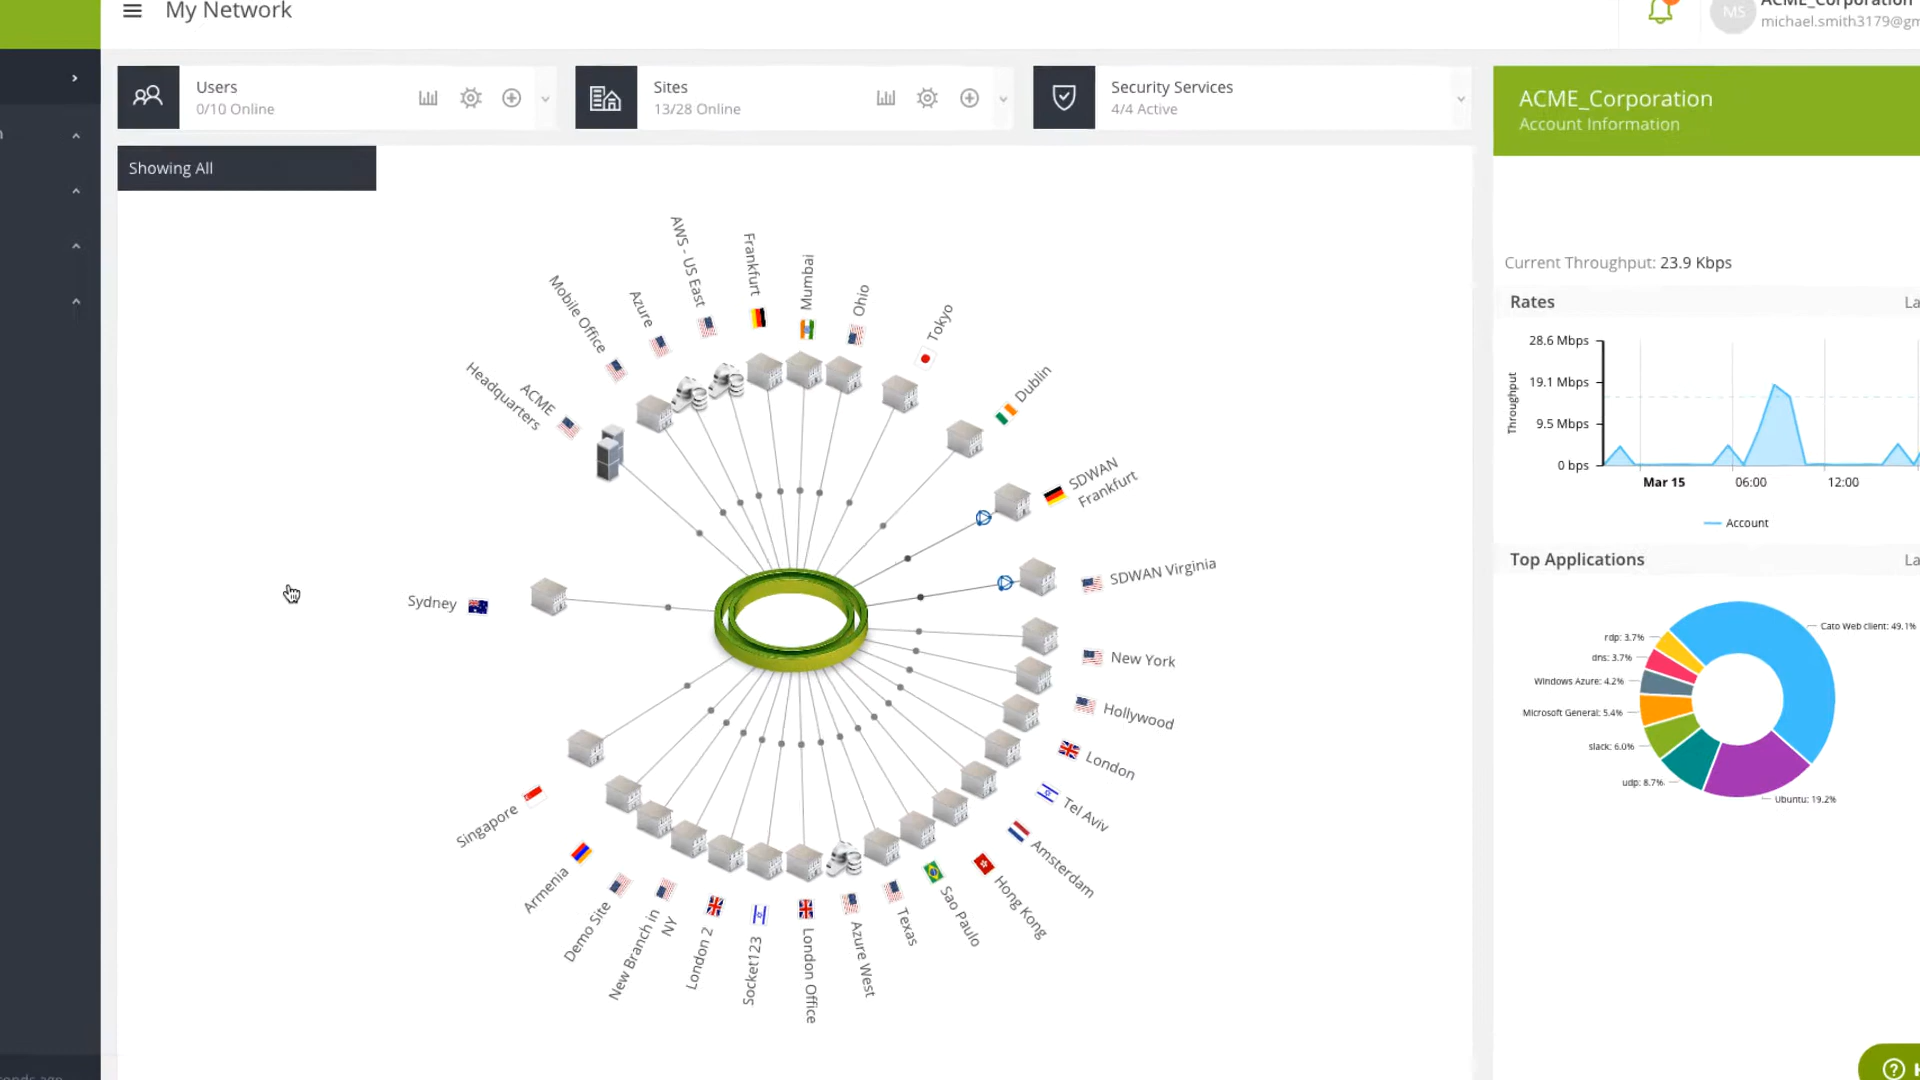 My Network
MS
michael.smith3179@gm
Users
0/10 Online
Sites
13/28 Online
Security Services
4/4 Active
ACME_Corporation
Account Information
Showing All
Current Throughput: 23.9 Kbps
Rates
La
28.6 Mbps
19.1 Mbps
9.5 Mbps
0 bps
Throughput
Mar 15
06:00
12:00
Account
Top Applications
La
Cato Web client: 49.1%
rdp: 3.7%
dns: 3.7%
Windows Azure: 4.2%
Microsoft General: 5.4%
slack: 6.0%
udp: 8.7%
Ubuntu: 19.2%
ACME
Headquarters
Mobile Office
Azure
AWS - US East
Frankfurt
Mumbai
Ohio
Tokyo
Dublin
SDWAN
Frankfurt
SDWAN Virginia
New York
Hollywood
London
Tel Aviv
Amsterdam
Hong Kong
Sao Paulo
Texas
Azure West
London Office
Socket123
London 2
New Branch in
NY
Demo Site
Armenia
Singapore
Sydney